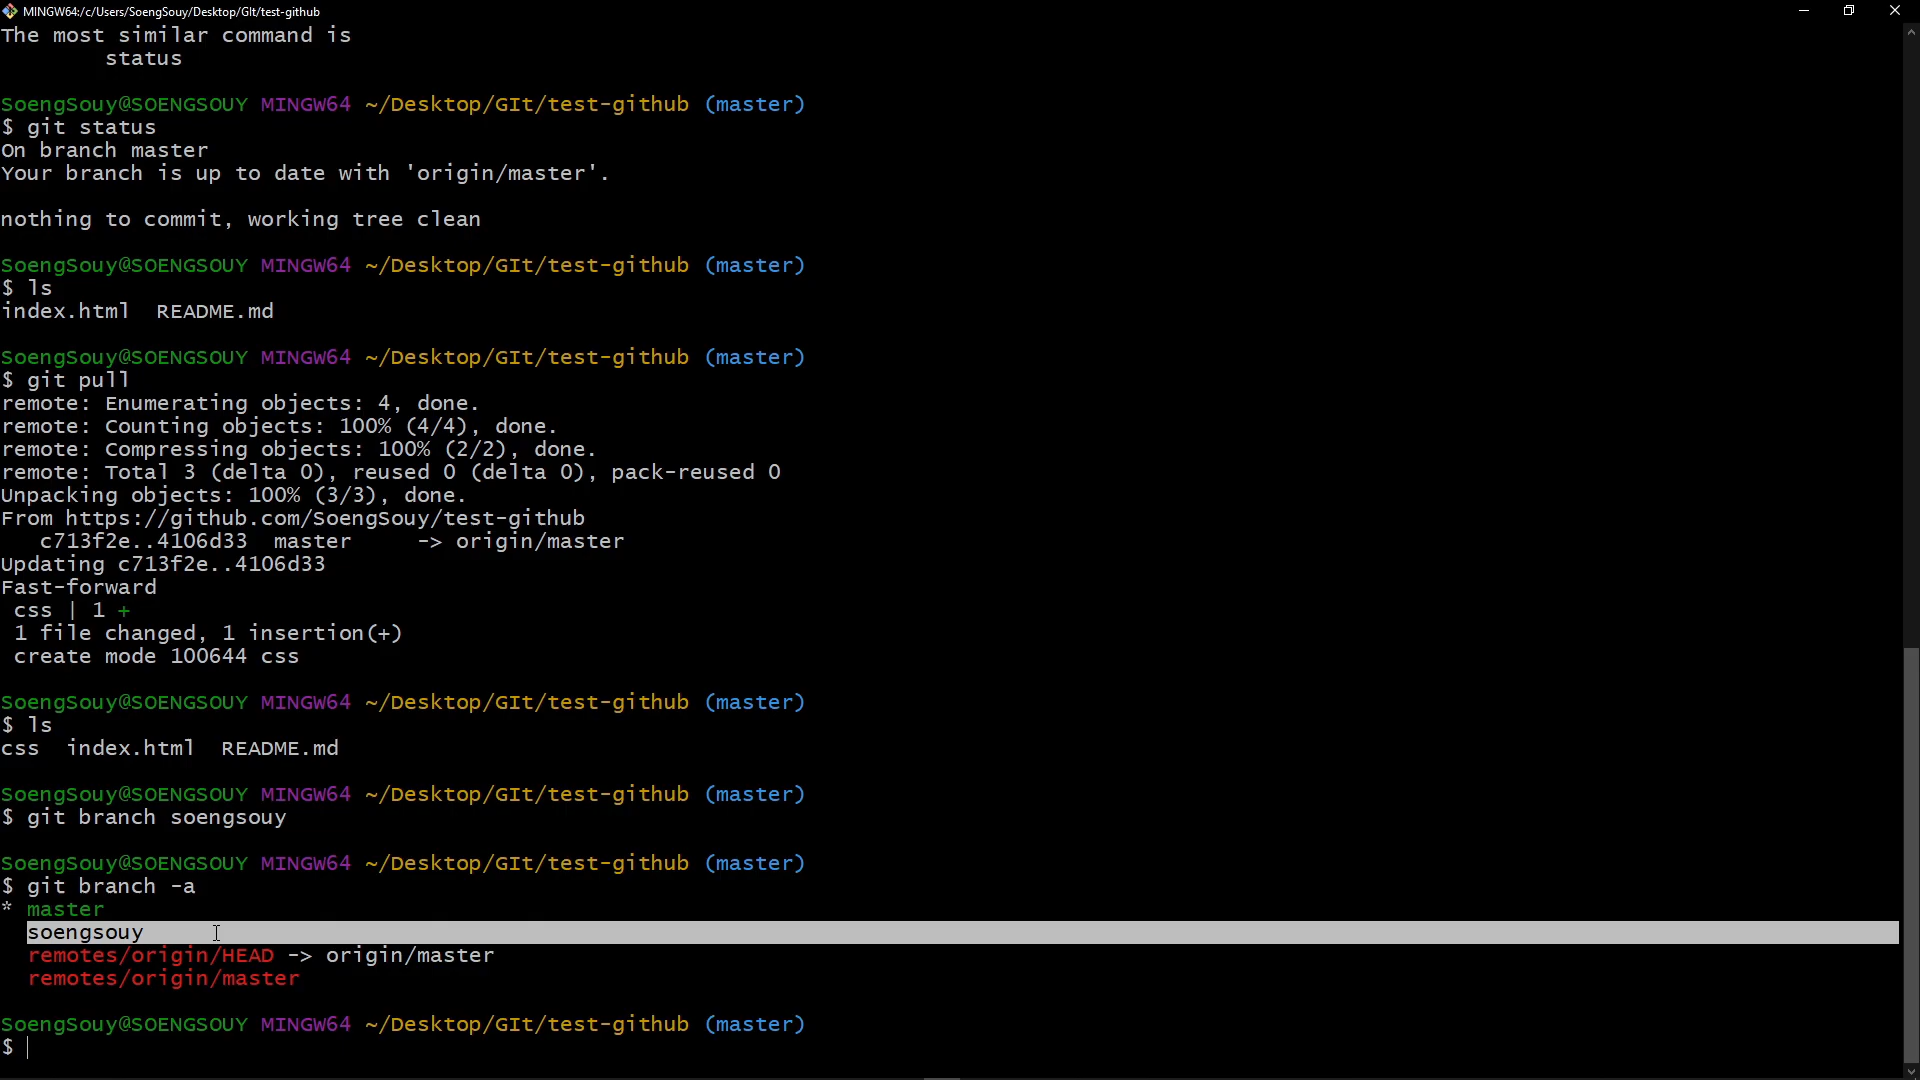 MINGW64:/c/Users/SoengSouy/Desktop/GIt/test-github
The most similar command is
        status

SoengSouy@SOENGSOUY MINGW64 ~/Desktop/GIt/test-github (master)
$ git status
On branch master
Your branch is up to date with 'origin/master'.

nothing to commit, working tree clean

SoengSouy@SOENGSOUY MINGW64 ~/Desktop/GIt/test-github (master)
$ ls
index.html  README.md

SoengSouy@SOENGSOUY MINGW64 ~/Desktop/GIt/test-github (master)
$ git pull
remote: Enumerating objects: 4, done.
remote: Counting objects: 100% (4/4), done.
remote: Compressing objects: 100% (2/2), done.
remote: Total 3 (delta 0), reused 0 (delta 0), pack-reused 0
Unpacking objects: 100% (3/3), done.
From https://github.com/SoengSouy/test-github
   c713f2e..4106d33  master     -> origin/master
Updating c713f2e..4106d33
Fast-forward
 css | 1 +
 1 file changed, 1 insertion(+)
 create mode 100644 css

SoengSouy@SOENGSOUY MINGW64 ~/Desktop/GIt/test-github (master)
$ ls
css  index.html  README.md

SoengSouy@SOENGSOUY MINGW64 ~/Desktop/GIt/test-github (master)
$ git branch soengsouy

SoengSouy@SOENGSOUY MINGW64 ~/Desktop/GIt/test-github (master)
$ git branch -a
* master
  soengsouy
  remotes/origin/HEAD -> origin/master
  remotes/origin/master

SoengSouy@SOENGSOUY MINGW64 ~/Desktop/GIt/test-github (master)
$